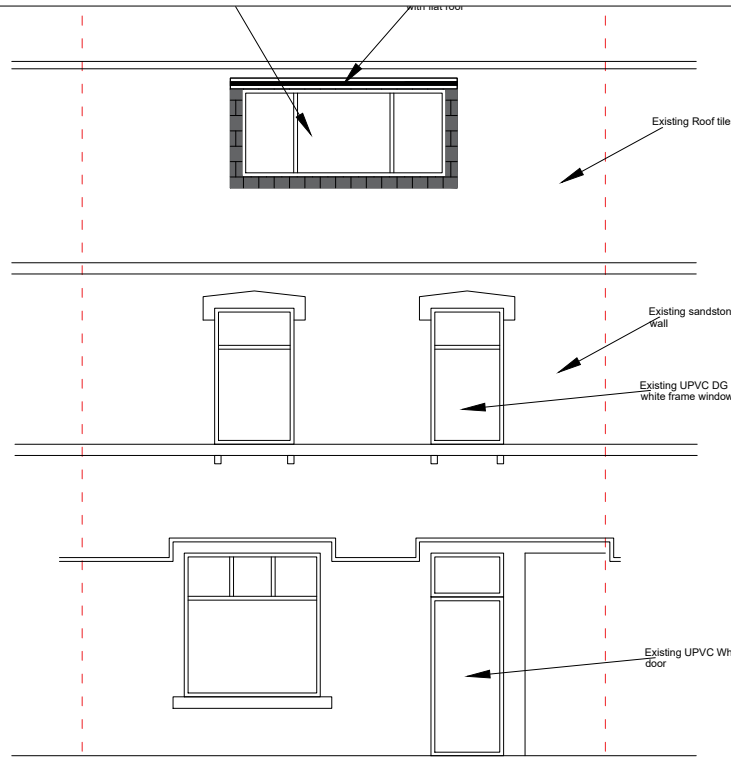 with flat roof
Existing Roof tile
Existing sandston
wall
Existing UPVC DG
white frame window
Existing UPVC Wh
door